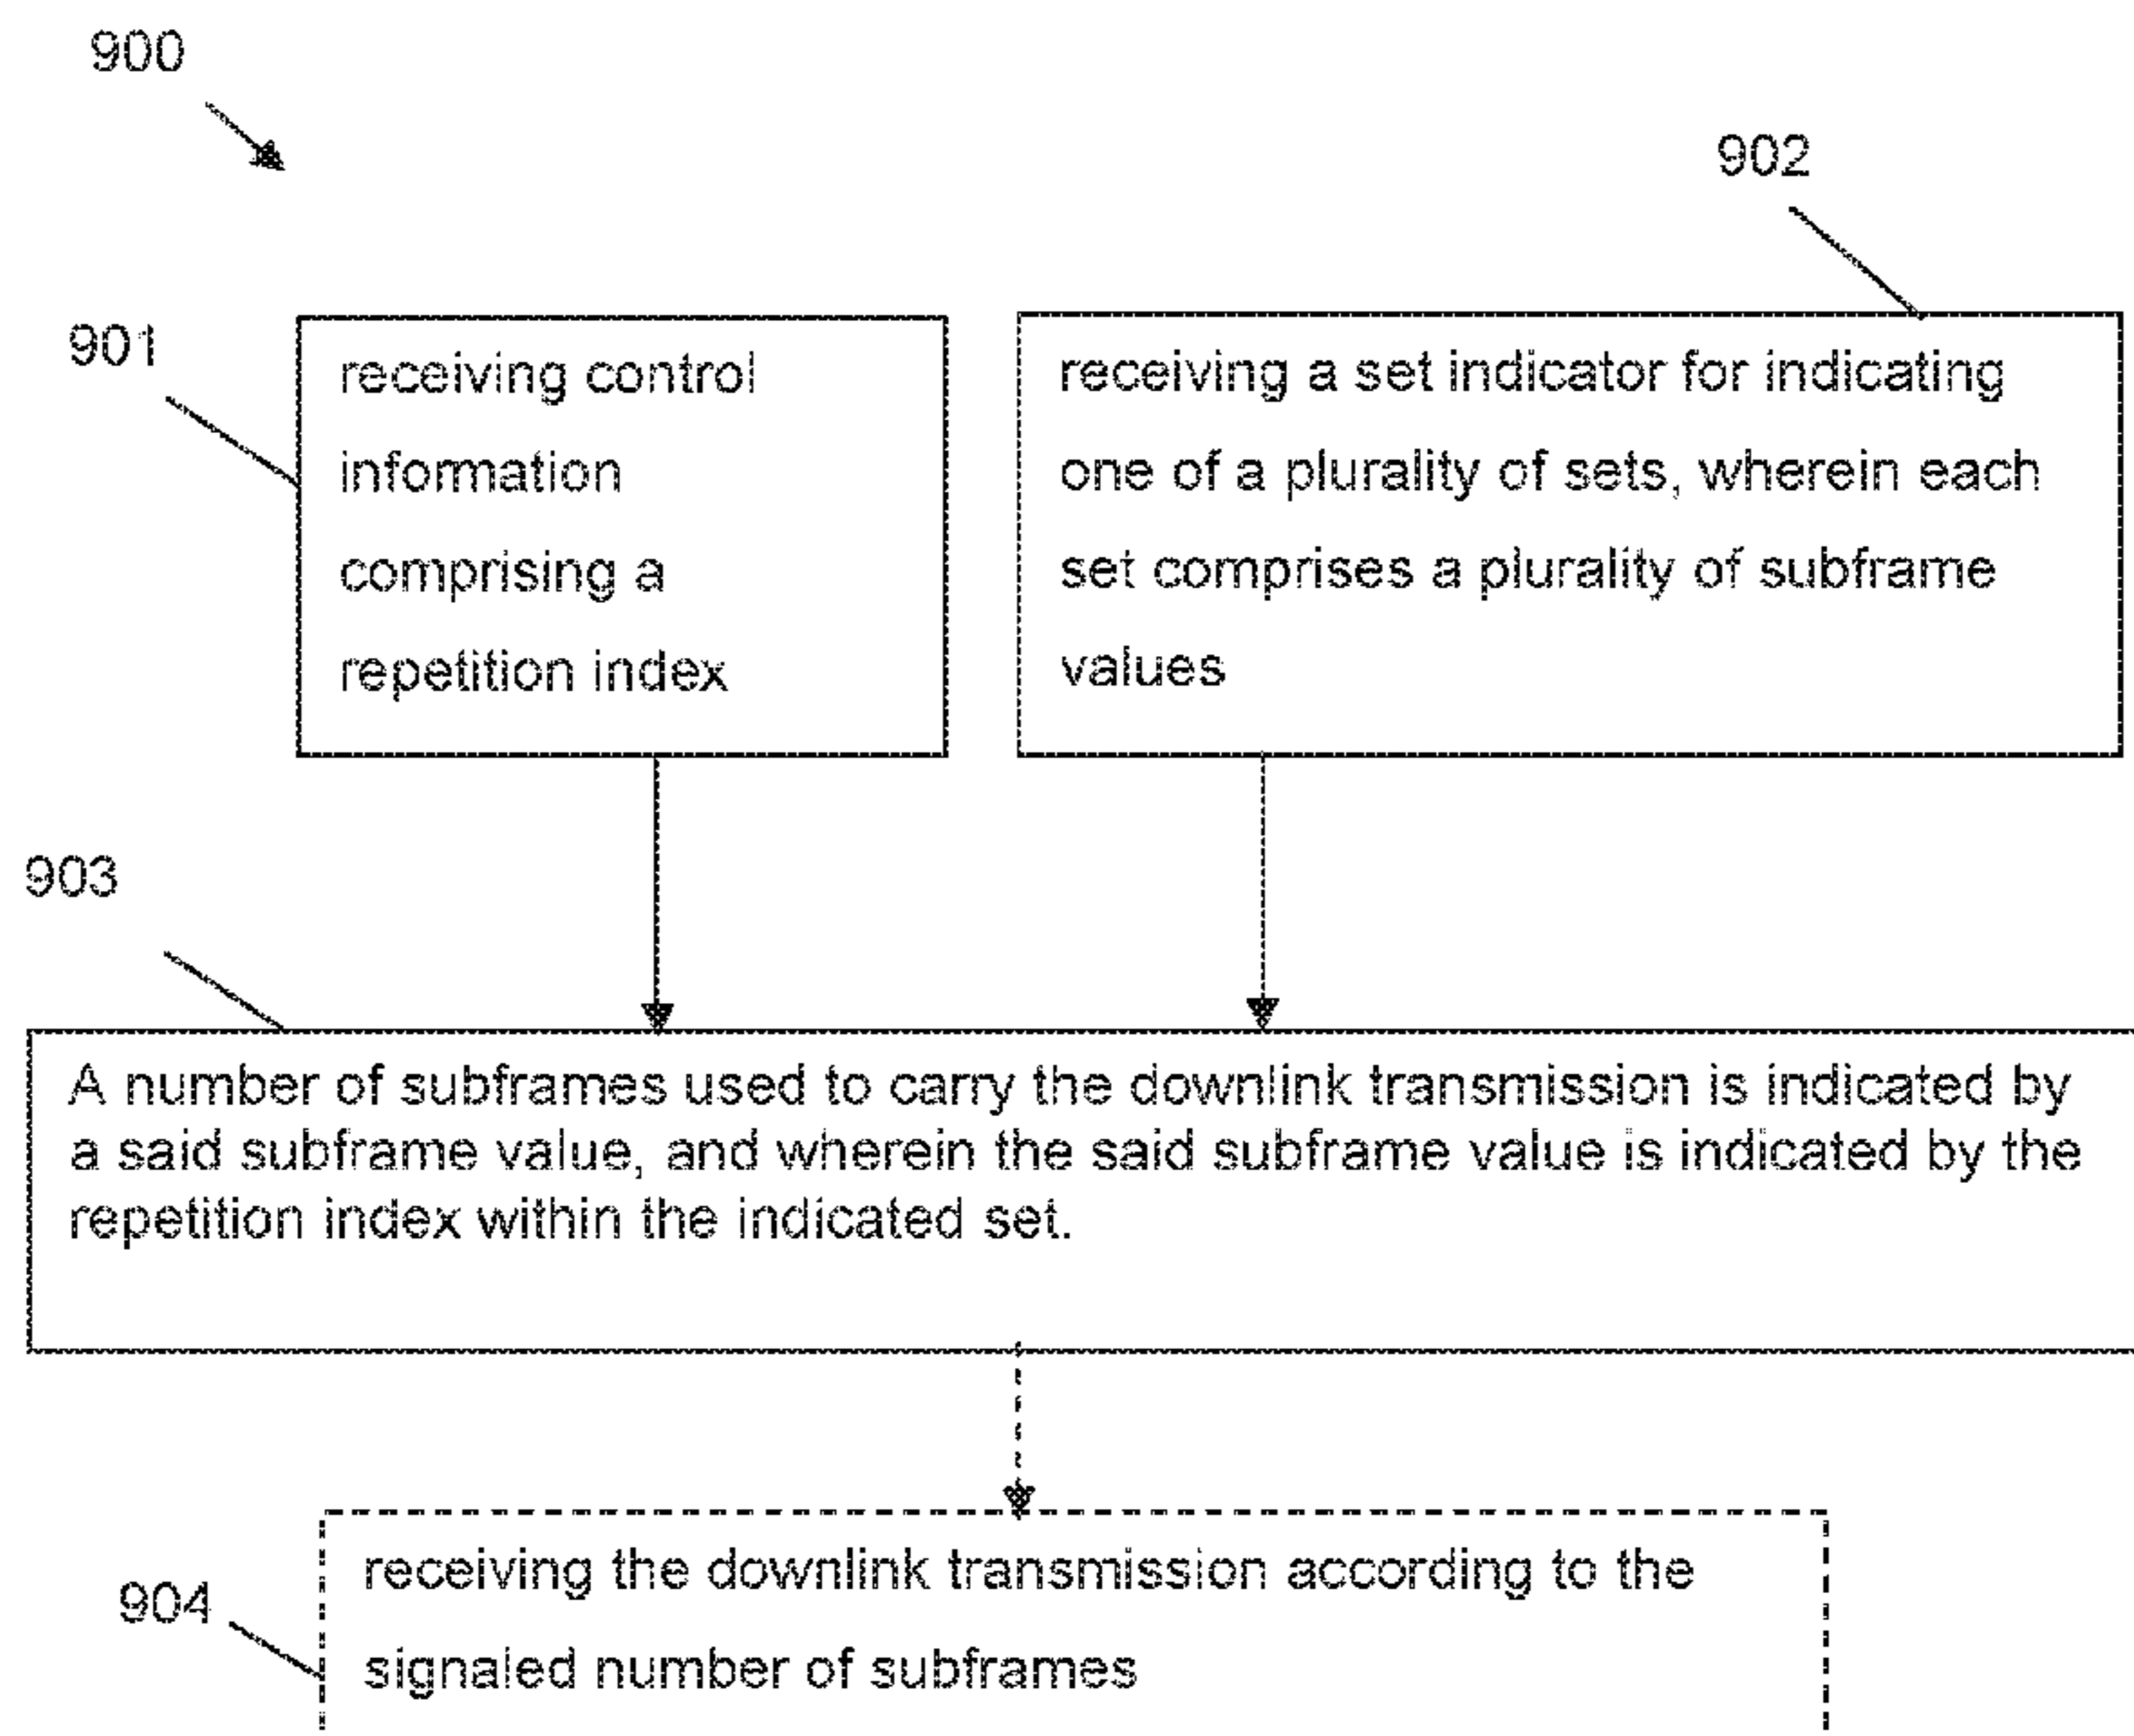 900
902
901
receiving control
information
comprising a
repetition index
receiving a set indicator for indicating
one of a plurality of sets, wherein each
set comprises a plurality of subframe
values
903
A number of subframes used to carry the downlink transmission is indicated by
a said subframe value, and wherein the said subframe value is indicated by the
repetition index within the indicated set.
904
receiving the downlink transmission according to the
signaled number of subframes